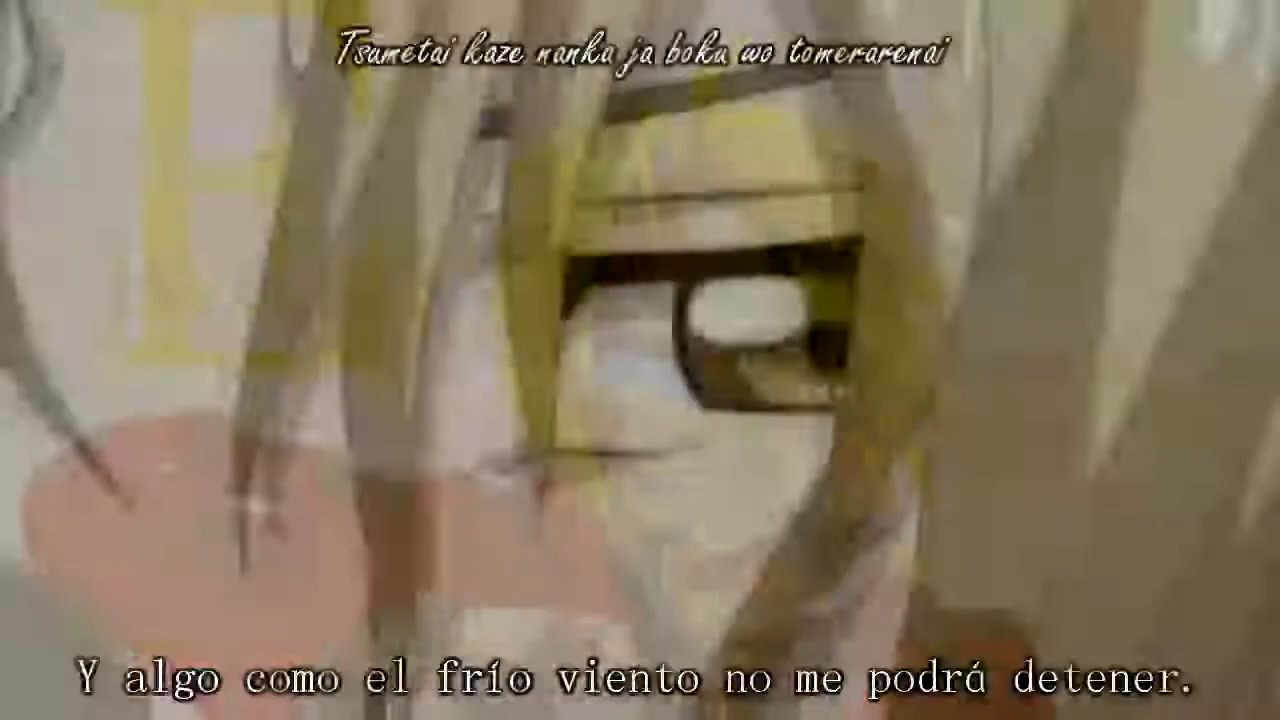 Tsumetai kaze nanka ja boku wo tomerarenai
E
Y algo como el frío viento no me podrá detener.